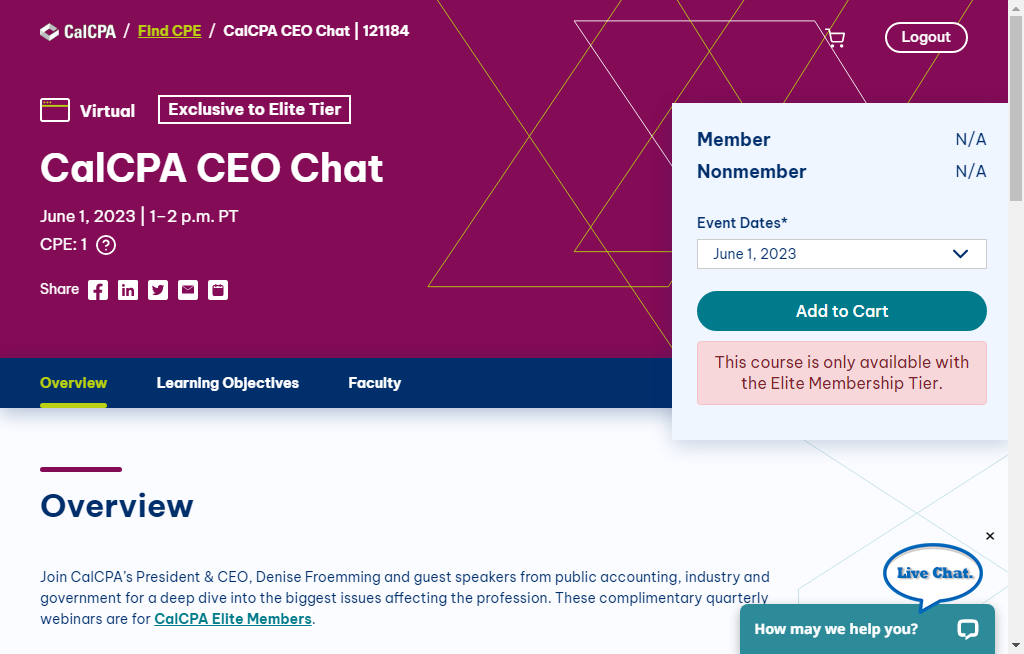 CalCPA / Find CPE / CalCPA CEO Chat | 121184
Logout
Virtual
Exclusive to Elite Tier
CalCPA CEO Chat
June 1, 2023 | 1–2 p.m. PT
CPE: 1 ?
Share
Member N/A
Nonmember N/A
Event Dates*
June 1, 2023
Add to Cart
This course is only available with
the Elite Membership Tier.
Overview
Learning Objectives
Faculty
Overview
Join CalCPA’s President & CEO, Denise Froemming and guest speakers from public accounting, industry and
government for a deep dive into the biggest issues affecting the profession. These complimentary quarterly
webinars are for CalCPA Elite Members.
Live Chat.
How may we help you?